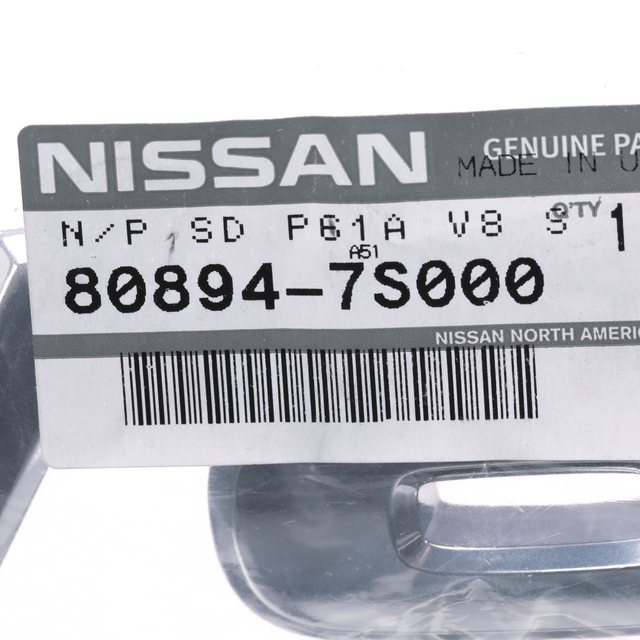 NISSAN GENUINE PA
MADE IN U
N/P SD P61A V8 S Q'TY 1
A51
80894-7S000
NISSAN NORTH AMERIC